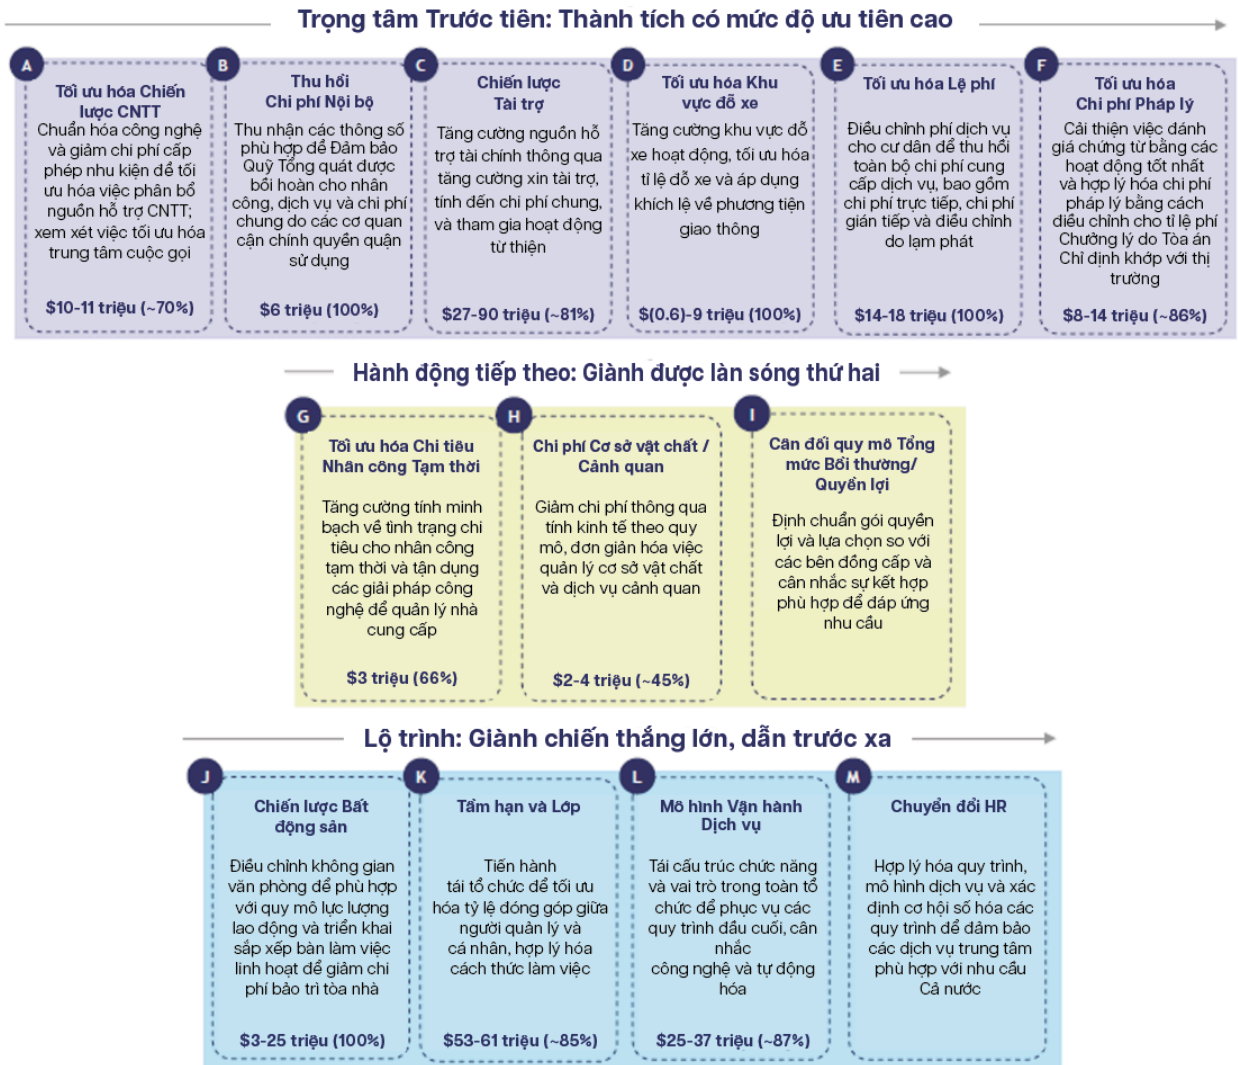 Trọng tâm Trước tiên: Thành tích có mức độ ưu tiên cao
A
Tối ưu hóa Chiến
lược CNTT
Chuẩn hóa công nghệ
và giảm chi phí cấp
phép nhu kiện để tối
ưu hóa việc phân bổ
nguồn hỗ trợ CNTT;
xem xét việc tối ưu hóa
trung tâm cuộc gọi
$10-11 triệu (~70%)
B
Thu hồi
Chi phí Nội bộ
Thu nhận các thông số
phù hợp để Đảm bảo
Quỹ Tổng quát được
bồi hoàn cho nhân
công, dịch vụ và chi phí
chung do các cơ quan
cận chính quyền quận
sử dụng
$6 triệu (100%)
C
Chiến lược
Tài trợ
Tăng cường nguồn hỗ
trợ tài chính thông qua
tăng cường xin tài trợ,
tính đến chi phí chung,
và tham gia hoạt động
từ thiện
$27-90 triệu (~81%)
D
Tối ưu hóa Khu
vực đỗ xe
Tăng cường khu vực đỗ
xe hoạt động, tối ưu hóa
tỉ lệ đỗ xe và áp dụng
khích lệ về phương tiện
giao thông
$(0.6)-9 triệu (100%)
E
Tối ưu hóa Lệ phí
Điều chỉnh phí dịch vụ
cho cư dân để thu hồi
toàn bộ chi phí cung
cấp dịch vụ, bao gồm
chi phí trực tiếp, chi phí
gián tiếp và điều chỉnh
do lạm phát
$14-18 triệu (100%)
F
Tối ưu hóa
Chi phí Pháp lý
Cải thiện việc đánh
giá chứng từ bằng các
hoạt động tốt nhất
và hợp lý hóa chi phí
pháp lý bằng cách
điều chỉnh cho tỉ lệ phí
Chưởng lý do Tòa án
Chỉ định khớp với thị
trường
$8-14 triệu (~86%)
Hành động tiếp theo: Giành được làn sóng thứ hai
G
Tối ưu hóa Chi tiêu
Nhân công Tạm thời
Tăng cường tính minh
bạch về tình trạng chi
tiêu cho nhân công
tạm thời và tận dụng
các giải pháp công
nghệ để quản lý nhà
cung cấp
$3 triệu (66%)
H
Chi phí Cơ sở vật chất /
Cảnh quan
Giảm chi phí thông qua
tính kinh tế theo quy
mô, đơn giản hóa việc
quản lý cơ sở vật chất
và dịch vụ cảnh quan
$2-4 triệu (~45%)
I
Cân đối quy mô Tổng
mức Bồi thường/
Quyền lợi
Định chuẩn gói quyền
lợi và lựa chọn so với
các bên đồng cấp và
cân nhắc sự kết hợp
phù hợp để đáp ứng
nhu cầu
Lộ trình: Giành chiến thắng lớn, dẫn trước xa
J
Chiến lược Bất
động sản
Điều chỉnh không gian
văn phòng để phù hợp
với quy mô lực lượng
lao động và triển khai
sắp xếp bàn làm việc
linh hoạt để giảm chi
phí bảo trì tòa nhà
$3-25 triệu (100%)
K
Tầm hạn và Lớp
Tiến hành
tái tổ chức để tối ưu
hóa tỷ lệ đóng góp giữa
người quản lý và
cá nhân, hợp lý hóa
cách thức làm việc
$53-61 triệu (~85%)
L
Mô hình Vận hành
Dịch vụ
Tái cấu trúc chức năng
và vai trò trong toàn tổ
chức để phục vụ các
quy trình đầu cuối, cân
nhắc
công nghệ và tự động
hóa
$25-37 triệu (~87%)
M
Chuyển đổi HR
Hợp lý hóa quy trình,
mô hình dịch vụ và xác
định cơ hội số hóa các
quy trình để đảm bảo
các dịch vụ trung tâm
phù hợp với nhu cầu
Cả nước